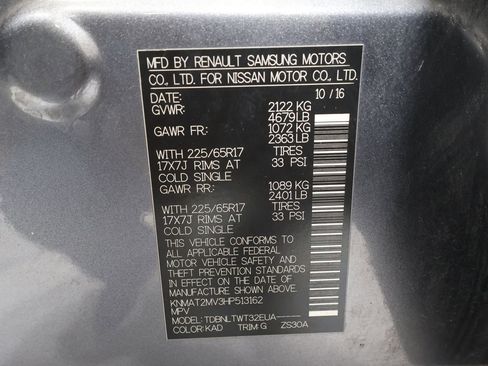 MFD BY RENAULT SAMSUNG MOTORS
CO., LTD. FOR NISSAN MOTOR CO., LTD.
DATE: 10 / 16
GVWR: 2122 KG
4679 LB
GAWR FR: 1072 KG
2363 LB
WITH 225/65R17 TIRES
17X7J RIMS AT 33 PSI
COLD SINGLE
GAWR RR: 1089 KG
2401 LB
WITH 225/65R17 TIRES
17X7J RIMS AT 33 PSI
COLD SINGLE
THIS VEHICLE CONFORMS TO
ALL APPLICABLE FEDERAL
MOTOR VEHICLE SAFETY AND
THEFT PREVENTION STANDARDS
IN EFFECT ON THE DATE OF
MANUFACTURE SHOWN ABOVE.
KNMAT2MV3HP513162
MPV
MODEL: TDBNLTWT32EUA-----
COLOR: KAD TRIM: G ZS30A